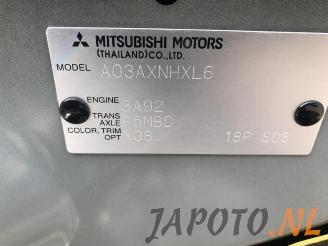 MITSUBISHI MOTORS
(THAILAND)CO.,LTD.
MODEL A03AXNHXL6
ENGINE 3A92
TRANS AXLE F5MBD
COLOR, TRIM OPT X08 18P S08
JAPOTO.NL